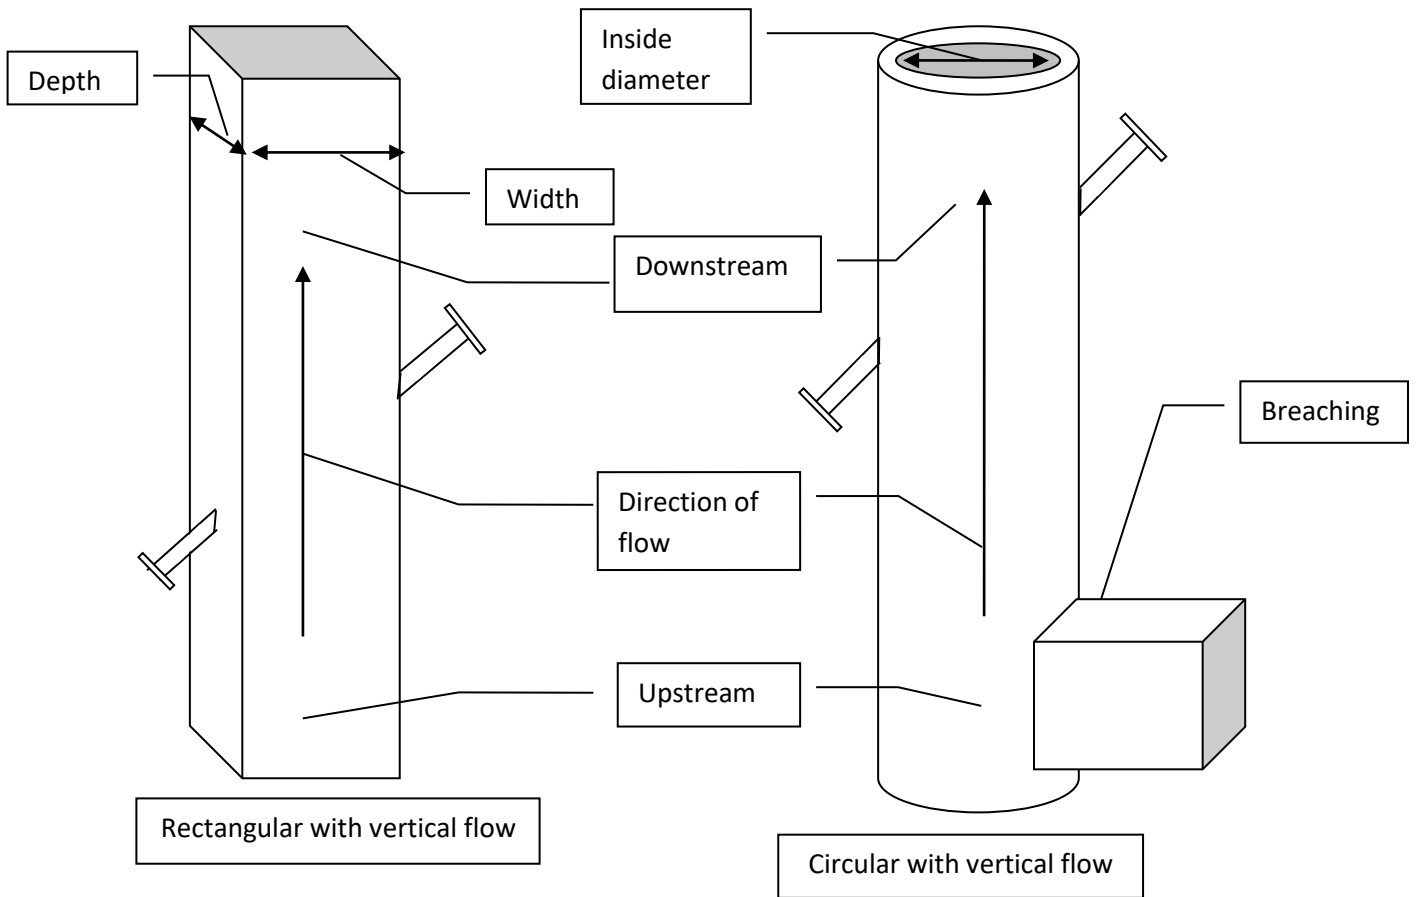 Depth
Inside
diameter
Width
Downstream
Breaching
Direction of
flow
Upstream
Rectangular with vertical flow
Circular with vertical flow